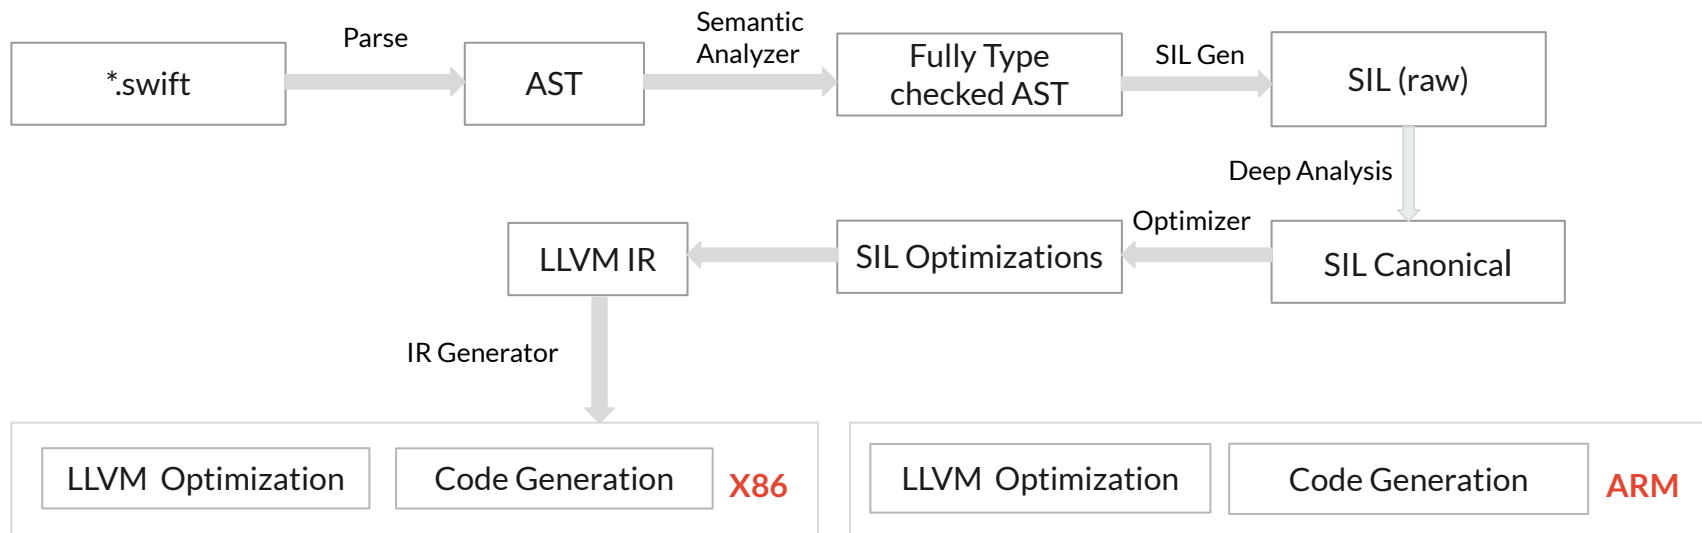 *.swift
Parse
AST
Semantic
Analyzer
Fully Type
checked AST
SIL Gen
SIL (raw)
Deep Analysis
LLVM IR
SIL Optimizations
Optimizer
SIL Canonical
IR Generator
LLVM Optimization
Code Generation
X86
LLVM Optimization
Code Generation
ARM